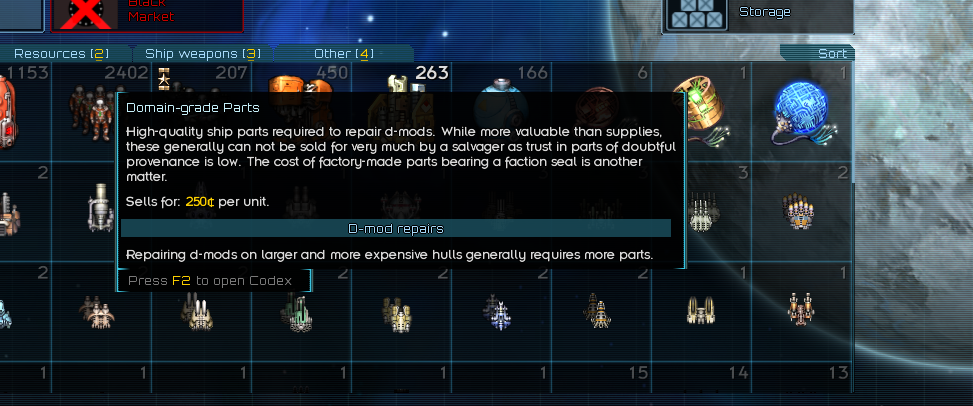 Black
Market
Storage
Resources [2]
Ship weapons [3]
Other [4]
Sort
1153
2402
207
450
263
166
6
1
1
Domain-grade Parts
High-quality ship parts required to repair d-mods. While more valuable than supplies,
these generally can not be sold for very much by a salvager as trust in parts of doubtful
provenance is low. The cost of factory-made parts bearing a faction seal is another
matter.
Sells for: 250¢ per unit.
D-mod repairs
Repairing d-mods on larger and more expensive hulls generally requires more parts.
Press F2 to open Codex
2
3
2
2
2
2
2
1
1
1
1
1
1
2
1
1
15
14
13